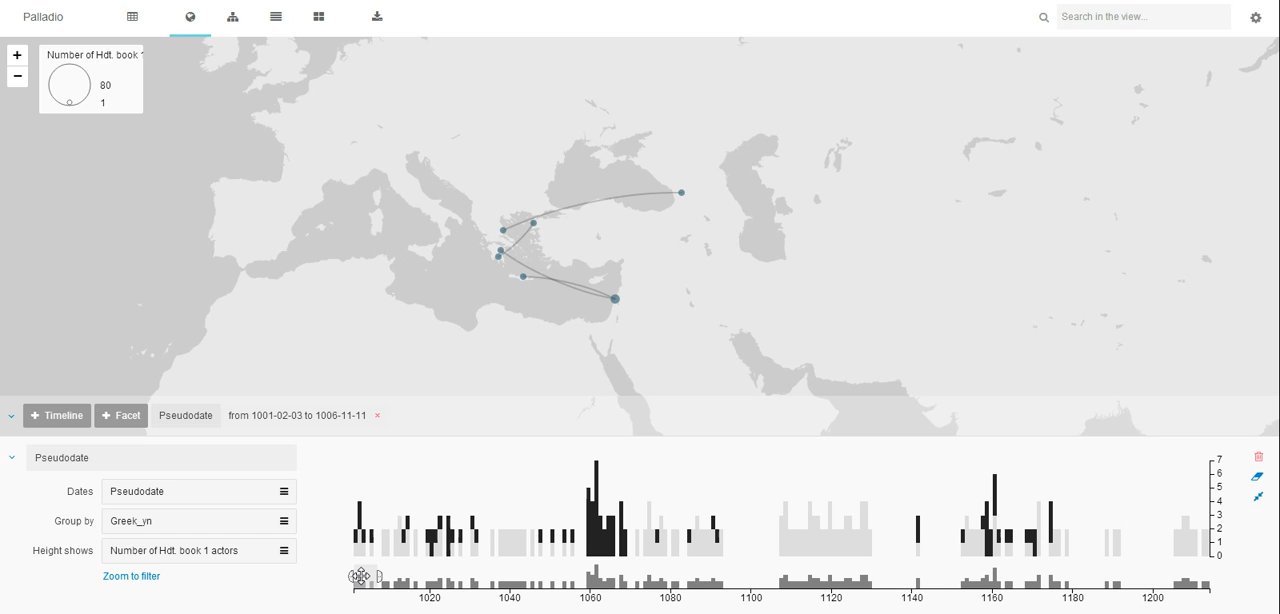 Palladio
Search in the view...
+
−
Number of Hdt. book 1
80
1
+ Timeline + Facet Pseudodate from 1001-02-03 to 1006-11-11 ×
Pseudodate
Dates Pseudodate
Group by Greek_yn
Height shows Number of Hdt. book 1 actors
Zoom to filter
7
6
5
4
3
2
1
0
1020 1040 1060 1080 1100 1120 1140 1160 1180 1200